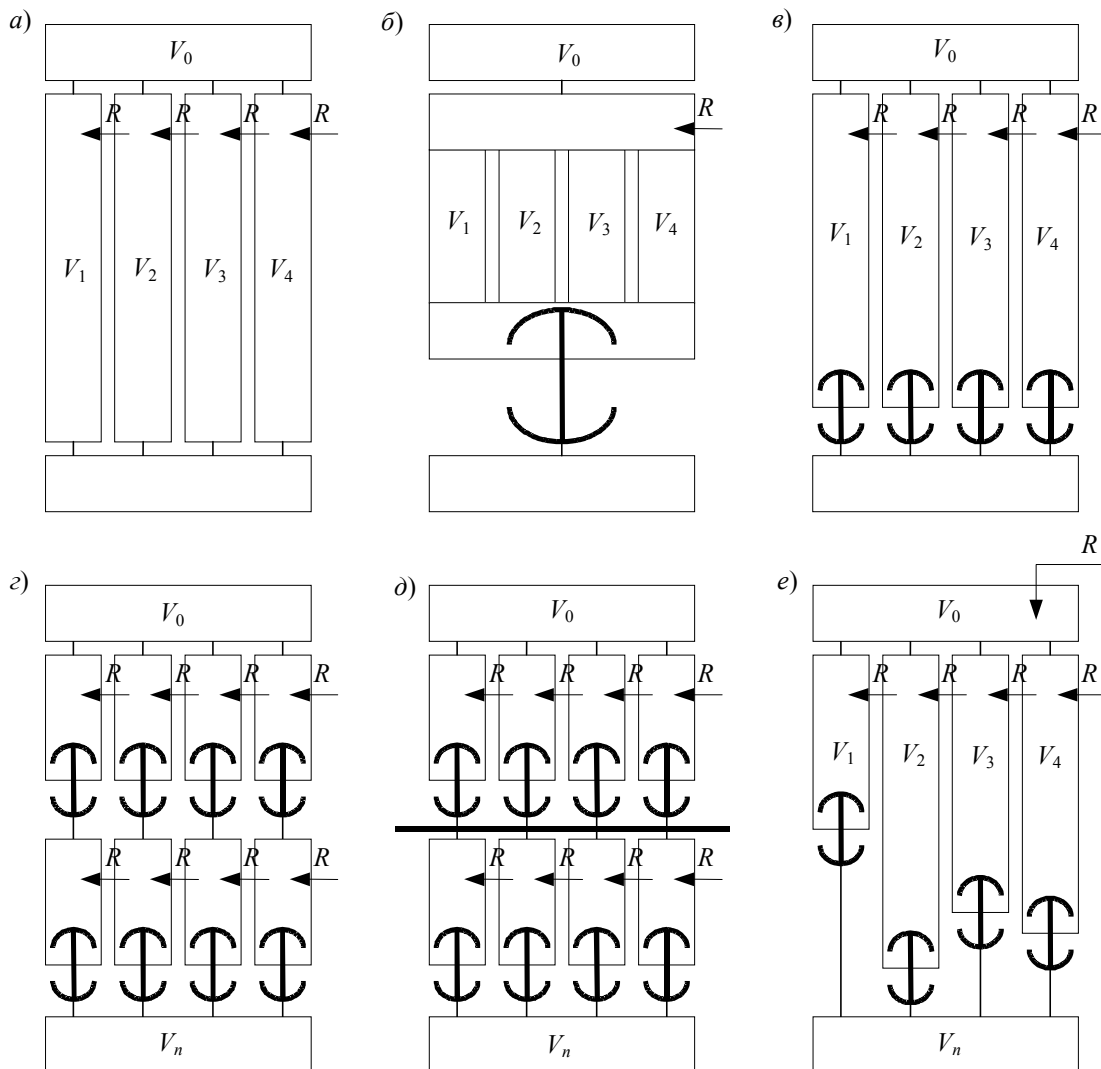 а) б) в)
V₀ V₀ V₀
R R R R R R R R R
V₁ V₂ V₃ V₄ V₁ V₂ V₃ V₄
V₁ V₂ V₃ V₄
R
г) д) е)
V₀ V₀ V₀
R R R R R R R R R R R R
V₁ V₂ V₃ V₄
R R R R R R R R
Vₙ Vₙ Vₙ